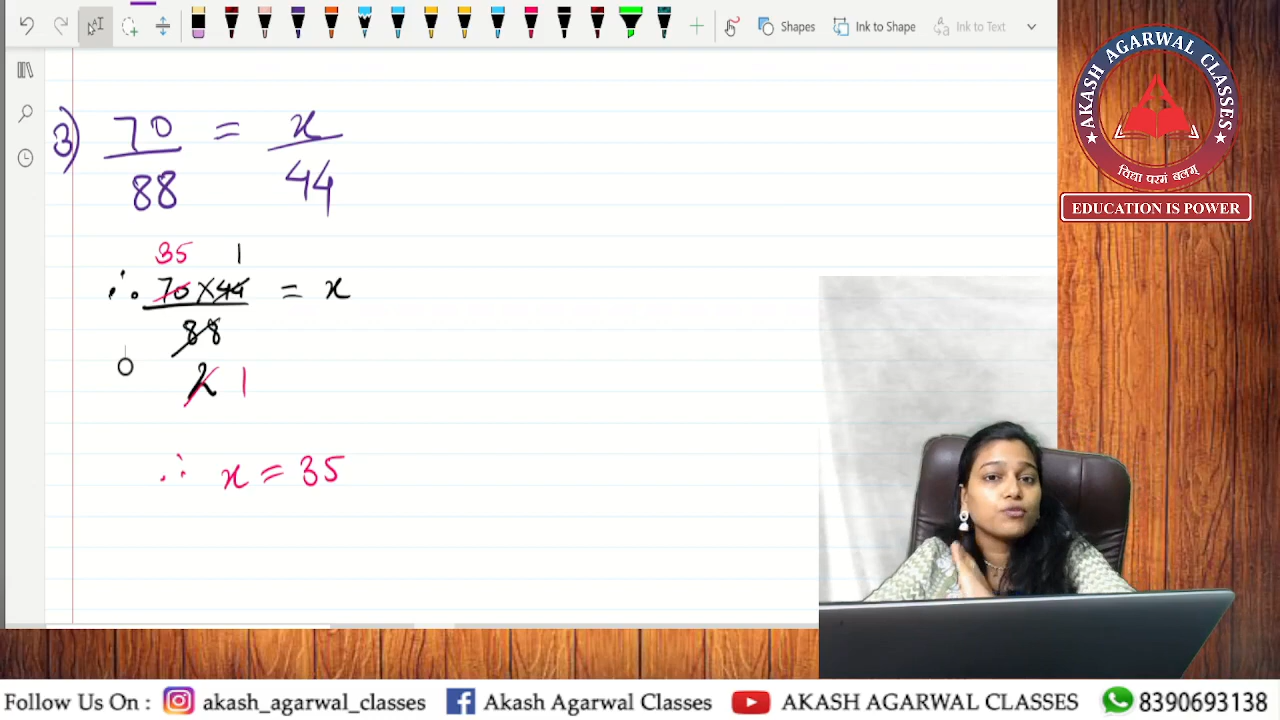 Shapes Ink to Shape Ink to Text
3) 70/88 = x/44
35 1
∴ 70×44/88 = x
2 1
∴ x = 35
AKASH AGARWAL CLASSES
विद्या परमं बलम्
EDUCATION IS POWER
Follow Us On : akash_agarwal_classes Akash Agarwal Classes AKASH AGARWAL CLASSES 8390693138